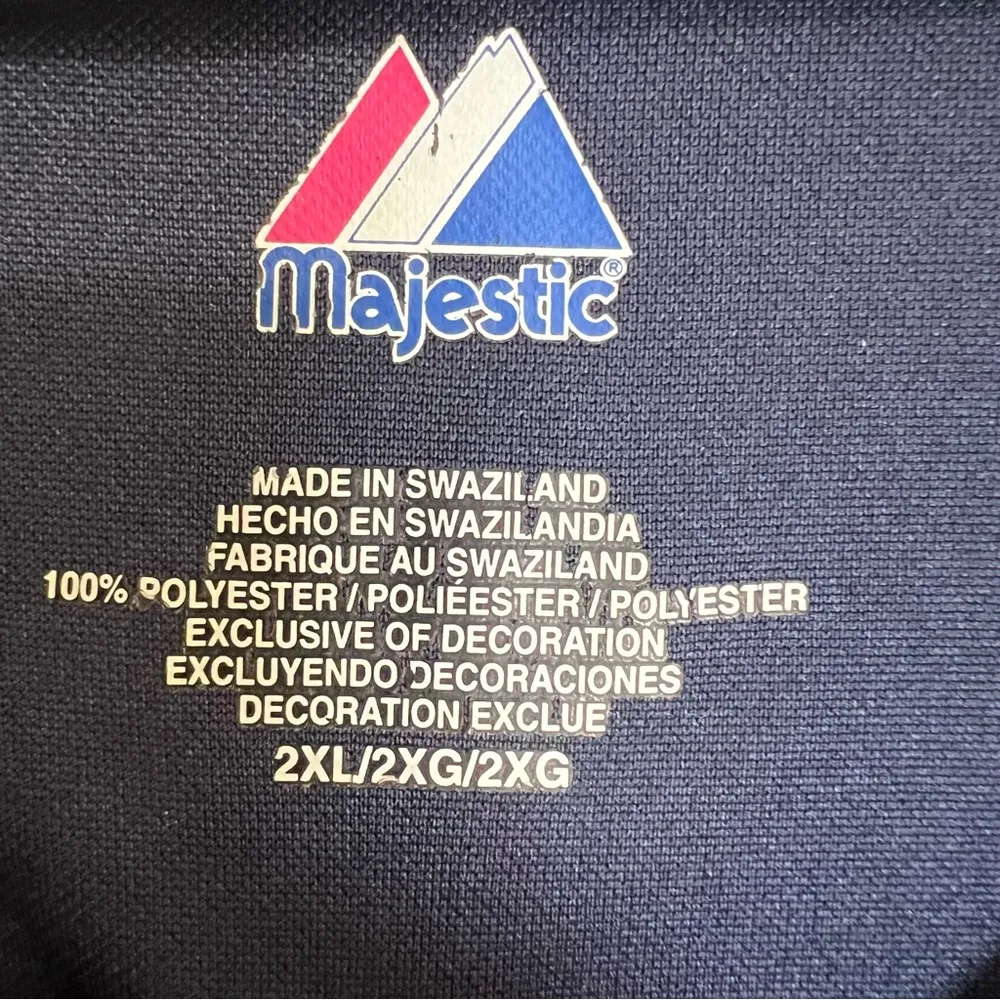 Majestic®
MADE IN SWAZILAND
HECHO EN SWAZILANDIA
FABRIQUE AU SWAZILAND
100% POLYESTER / POLIÉESTER / POLYESTER
EXCLUSIVE OF DECORATION
EXCLUYENDO DECORACIONES
DECORATION EXCLUE
2XL/2XG/2XG